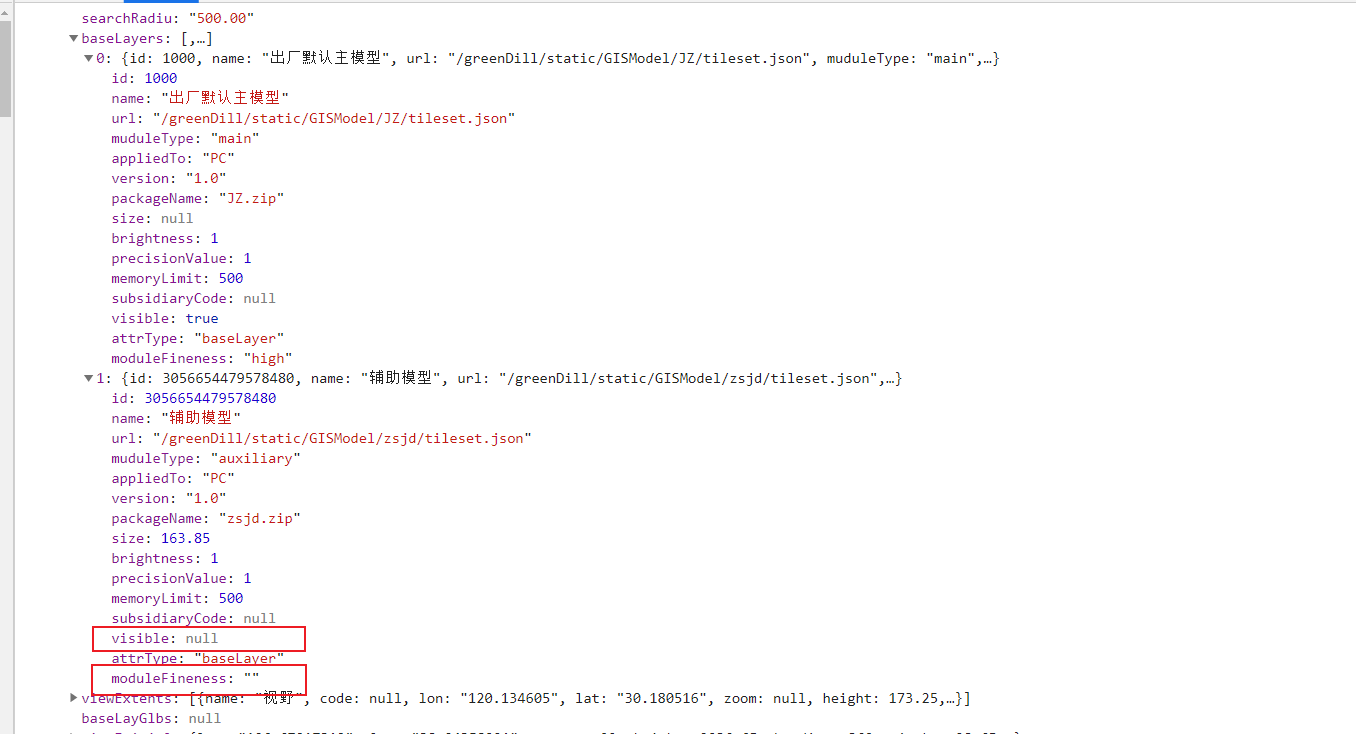 searchRadiu: "500.00"
▼baseLayers: [,…]
▼0: {id: 1000, name: "出厂默认主模型", url: "/greenDill/static/GISModel/JZ/tileset.json", muduleType: "main",…}
id: 1000
name: "出厂默认主模型"
url: "/greenDill/static/GISModel/JZ/tileset.json"
muduleType: "main"
appliedTo: "PC"
version: "1.0"
packageName: "JZ.zip"
size: null
brightness: 1
precisionValue: 1
memoryLimit: 500
subsidiaryCode: null
visible: true
attrType: "baseLayer"
moduleFineness: "high"
▼1: {id: 3056654479578480, name: "辅助模型", url: "/greenDill/static/GISModel/zsjd/tileset.json",…}
id: 3056654479578480
name: "辅助模型"
url: "/greenDill/static/GISModel/zsjd/tileset.json"
muduleType: "auxiliary"
appliedTo: "PC"
version: "1.0"
packageName: "zsjd.zip"
size: 163.85
brightness: 1
precisionValue: 1
memoryLimit: 500
subsidiaryCode: null
visible: null
attrType: "baseLayer"
moduleFineness: ""
▶viewExtents: [{name: "视野", code: null, lon: "120.134605", lat: "30.180516", zoom: null, height: 173.25,…}]
baseLayGlbs: null